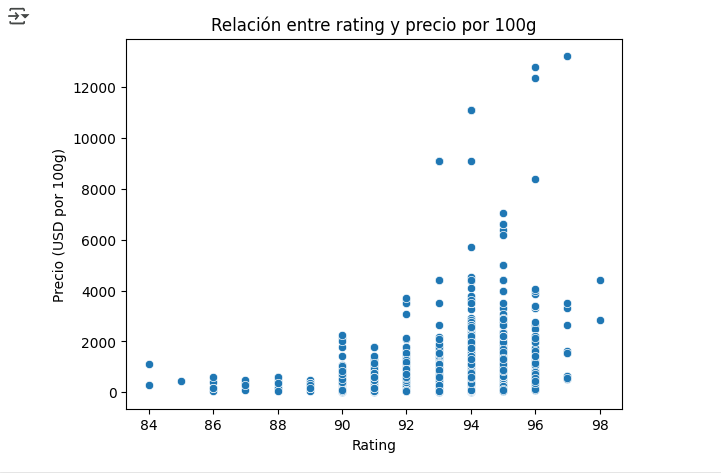 Relación entre rating y precio por 100g
Precio (USD por 100g)
12000
10000
8000
6000
4000
2000
0
84 86 88 90 92 94 96 98
Rating